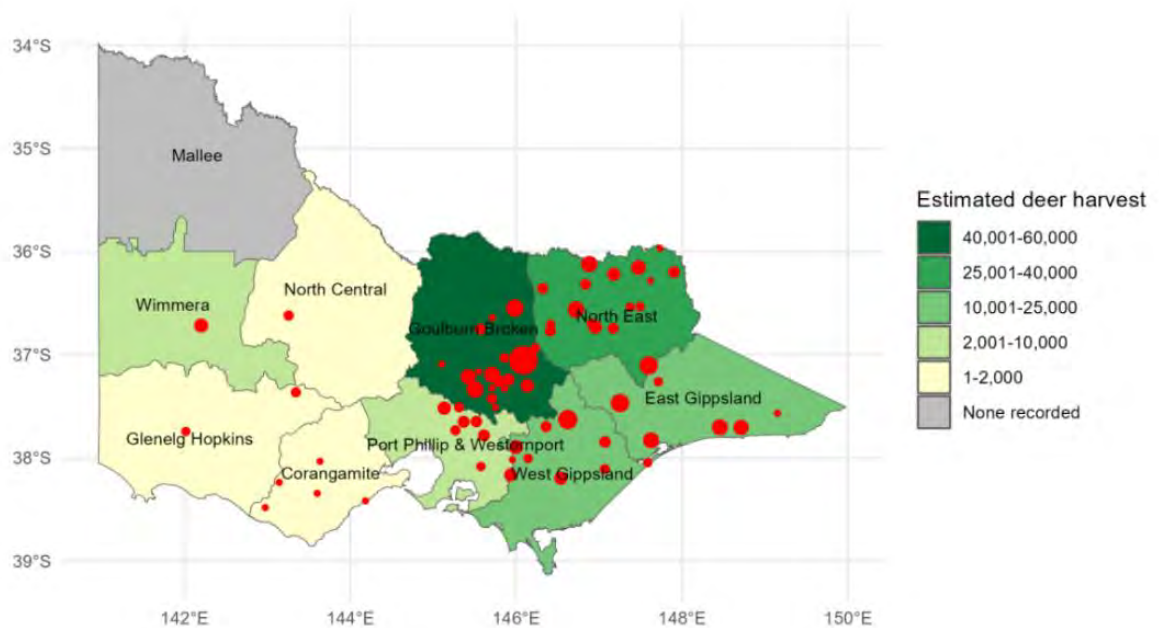 34°S
35°S
36°S
37°S
38°S
39°S
Mallee
Wimmera
North Central
Goulburn Broken
North East
East Gippsland
Glenelg Hopkins
Port Phillip & Westernport
Corangamite
West Gippsland
142°E
144°E
146°E
148°E
150°E
Estimated deer harvest
40,001-60,000
25,001-40,000
10,001-25,000
2,001-10,000
1-2,000
None recorded